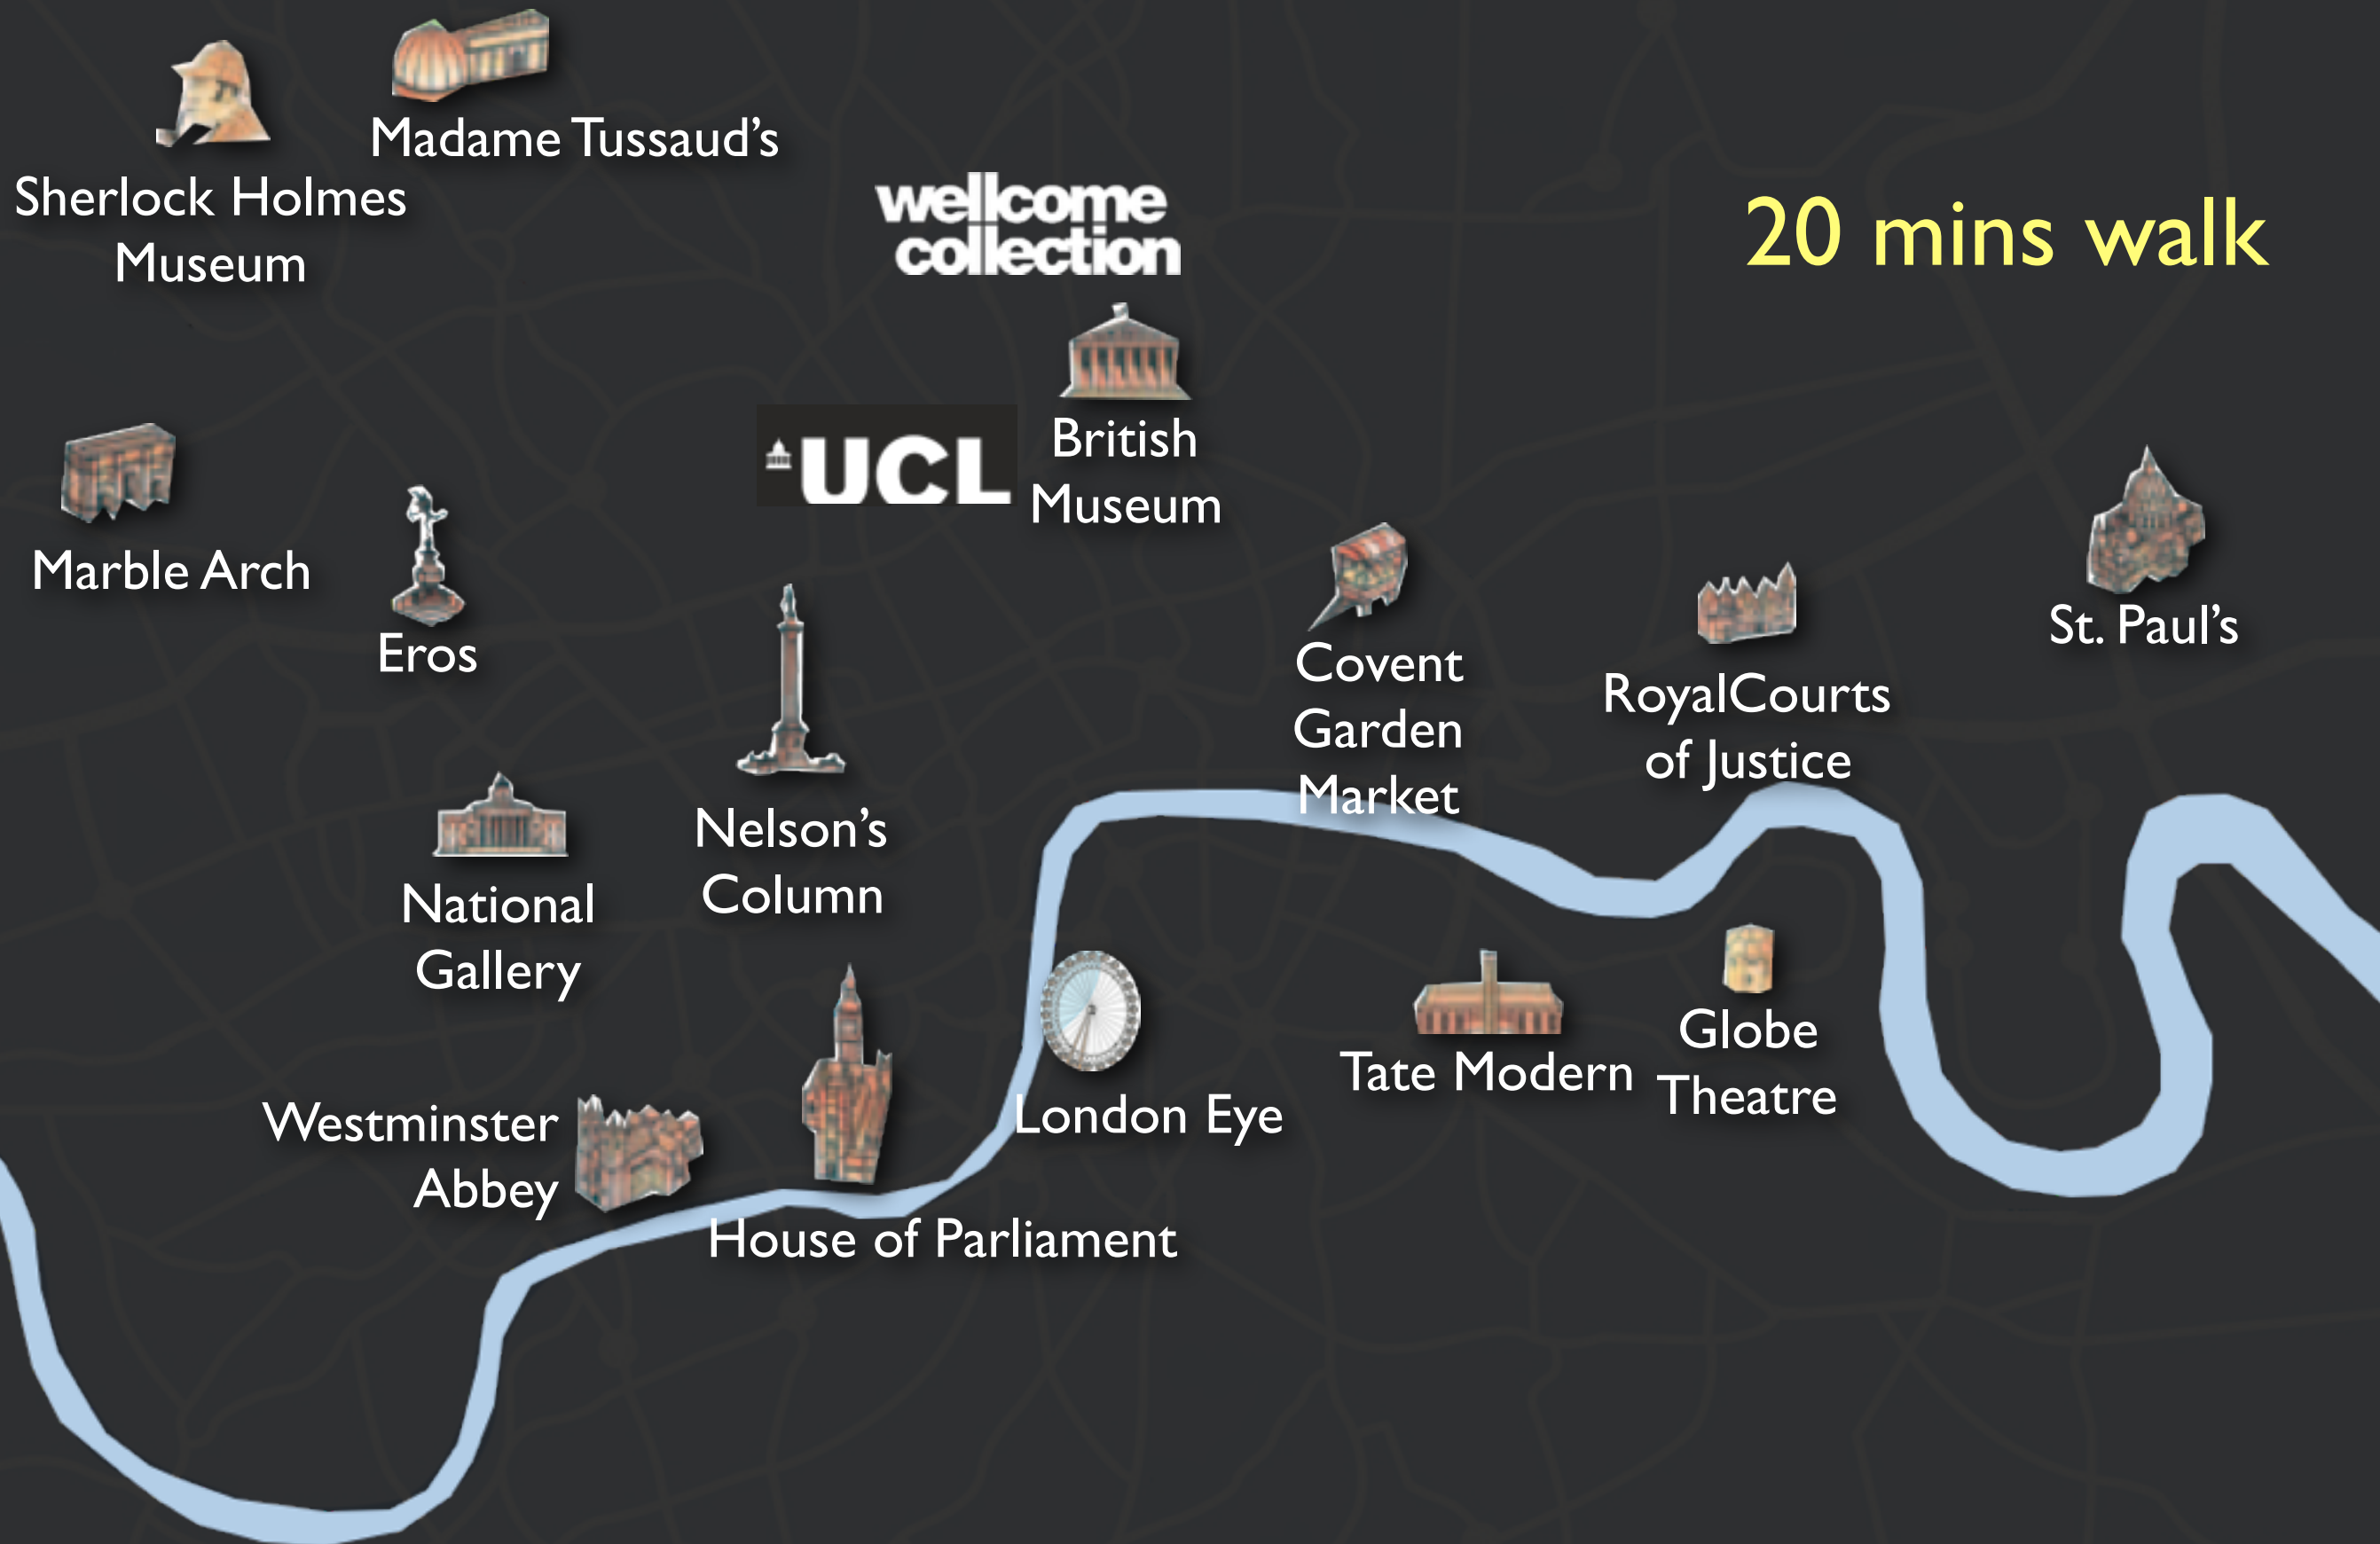 Madame Tussaud's
Sherlock Holmes
Museum
wellcome
collection
20 mins walk
British
Museum
UCL
Marble Arch
Eros
Covent
Garden
Market
RoyalCourts
of Justice
St. Paul's
Nelson's
Column
National
Gallery
Tate Modern
Globe
Theatre
London Eye
Westminster
Abbey
House of Parliament